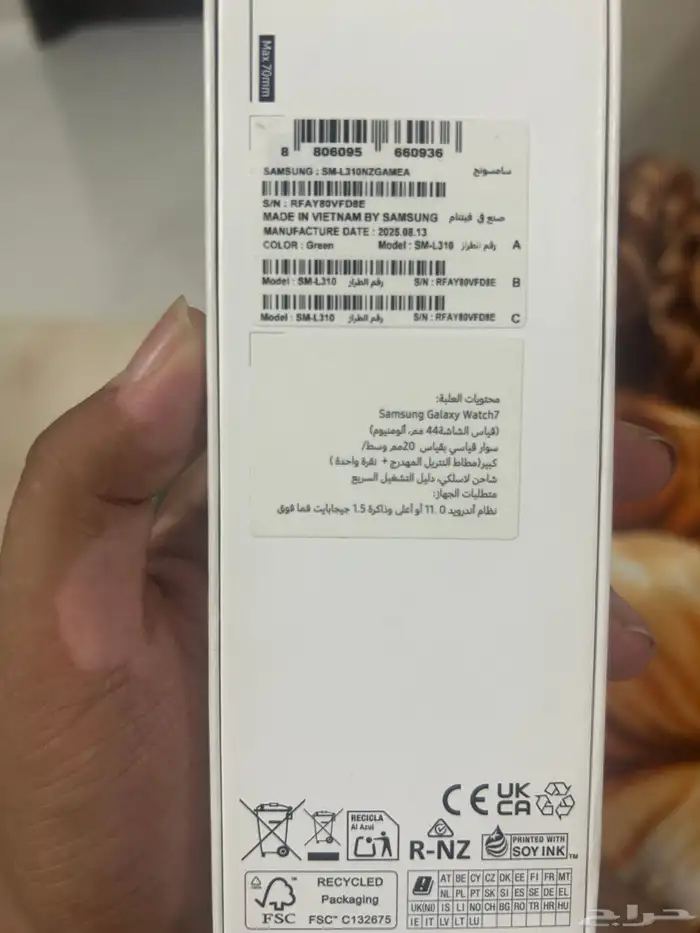 Max 70mm
8 806095 660936
SAMSUNG : SM-L310NZGAMEA سامسونج
S/N : RFAY80VFD8E
MADE IN VIETNAM BY SAMSUNG صنع في فيتنام
MANUFACTURE DATE : 2025.08.13
COLOR : Green Model : SM-L310 رقم الطراز A
Model : SM-L310 رقم الطراز S/N : RFAY80VFD8E B
Model : SM-L310 رقم الطراز S/N : RFAY80VFD8E C
محتويات العلبة:
Samsung Galaxy Watch7
(قياس الشاشة44 مم، ألومنيوم)
سوار قياسي بقياس 20مم وسط/
كبير(مطاط النتريل المهدرج + نقرة واحدة )
شاحن لاسلكي، دليل التشغيل السريع
متطلبات الجهاز:
نظام أندرويد 11.0 أو أعلى وذاكرة 1.5 جيجابايت فما فوق
CE UK CA
RECICLA
Al Azul
R-NZ
PRINTED WITH
SOY INK™
FSC
RECYCLED
Packaging
FSC™ C132675
AT BE CY CZ DK EE FI FR MT
NL PL PT SK SI ES SE DE EL
UK(NI) IS LI NO CH BG RO TR HR HU
IE IT LV LT LU
حراج